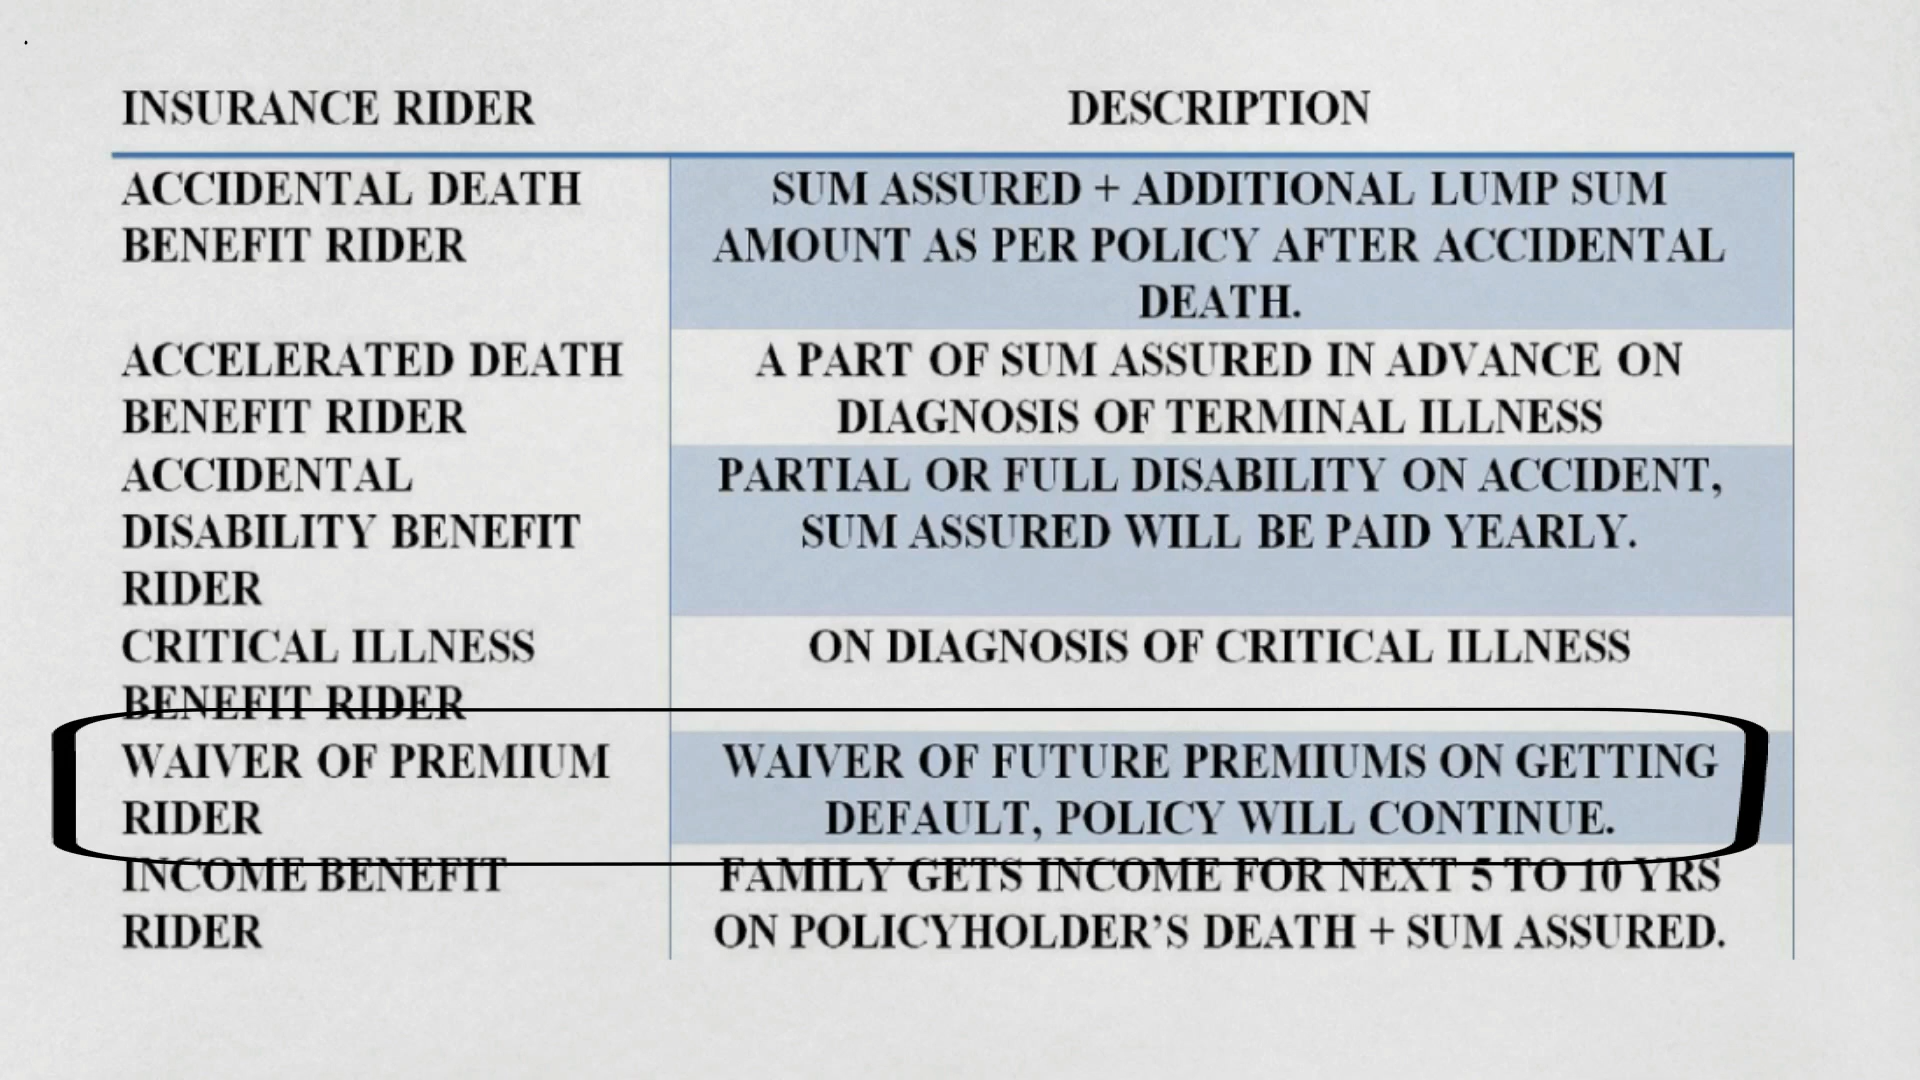 INSURANCE RIDER DESCRIPTION
ACCIDENTAL DEATH
BENEFIT RIDER
SUM ASSURED + ADDITIONAL LUMP SUM
AMOUNT AS PER POLICY AFTER ACCIDENTAL
DEATH.
ACCELERATED DEATH
BENEFIT RIDER
A PART OF SUM ASSURED IN ADVANCE ON
DIAGNOSIS OF TERMINAL ILLNESS
ACCIDENTAL
DISABILITY BENEFIT
RIDER
PARTIAL OR FULL DISABILITY ON ACCIDENT,
SUM ASSURED WILL BE PAID YEARLY.
CRITICAL ILLNESS
BENEFIT RIDER
ON DIAGNOSIS OF CRITICAL ILLNESS
WAIVER OF PREMIUM
RIDER
WAIVER OF FUTURE PREMIUMS ON GETTING
DEFAULT, POLICY WILL CONTINUE.
INCOME BENEFIT
RIDER
FAMILY GETS INCOME FOR NEXT 5 TO 10 YRS
ON POLICYHOLDER’S DEATH + SUM ASSURED.